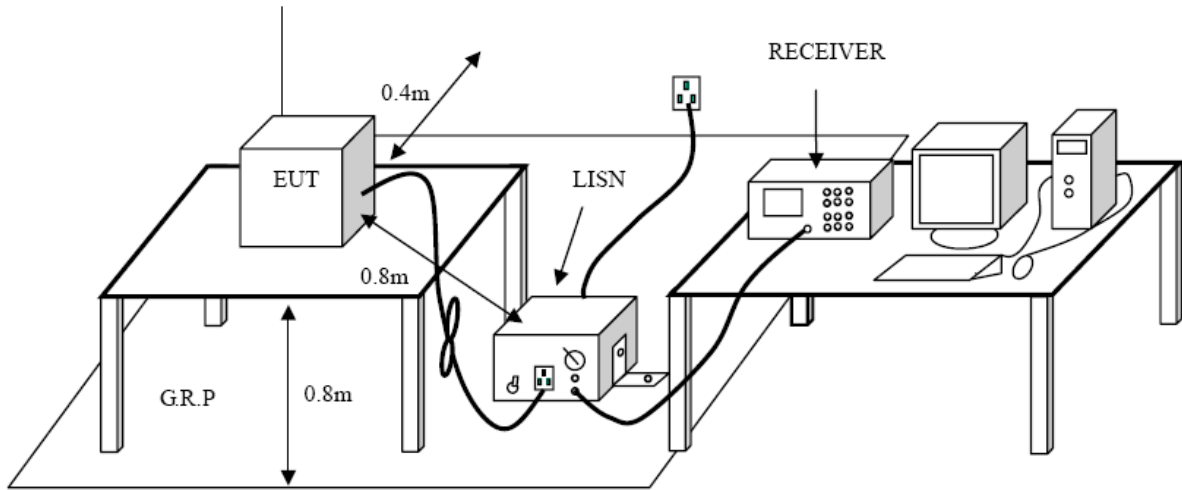 RECEIVER
0.4m
EUT
LISN
0.8m
G.R.P
0.8m